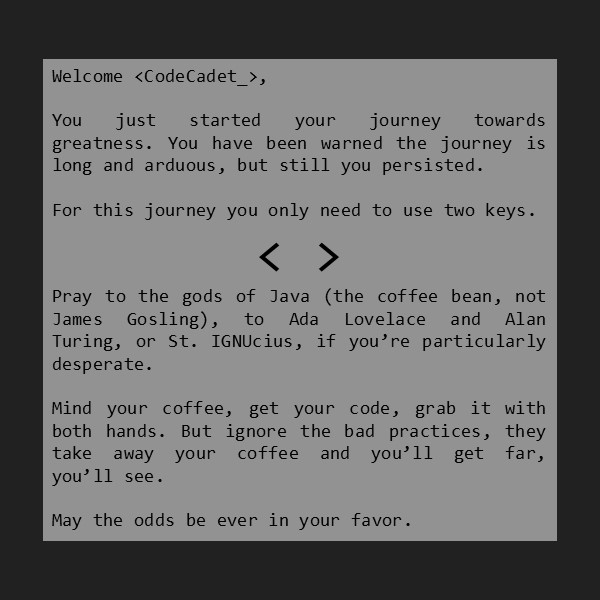 Welcome <CodeCadet_>,
You just started your journey towards
greatness. You have been warned the journey is
long and arduous, but still you persisted.
For this journey you only need to use two keys.
< >
Pray to the gods of Java (the coffee bean, not
James Gosling), to Ada Lovelace and Alan
Turing, or St. IGNUcius, if you’re particularly
desperate.
Mind your coffee, get your code, grab it with
both hands. But ignore the bad practices, they
take away your coffee and you’ll get far,
you’ll see.
May the odds be ever in your favor.